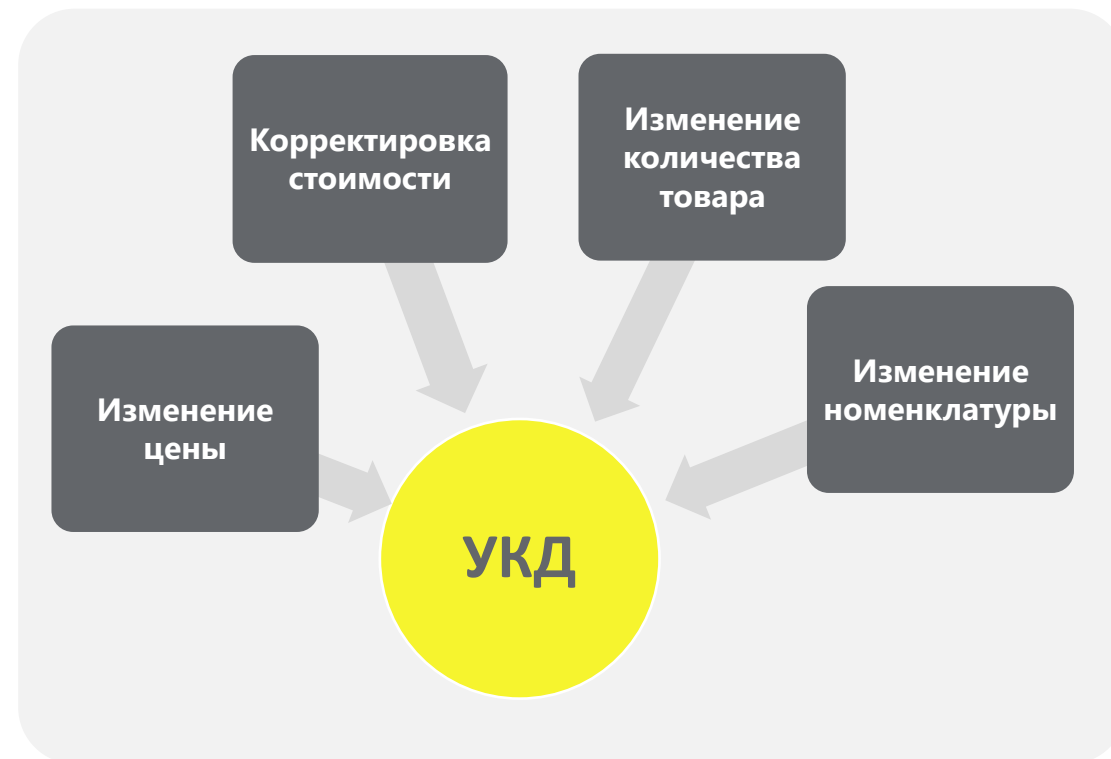 Корректировка
стоимости
Изменение
количества
товара
Изменение
цены
Изменение
номенклатуры
УКД